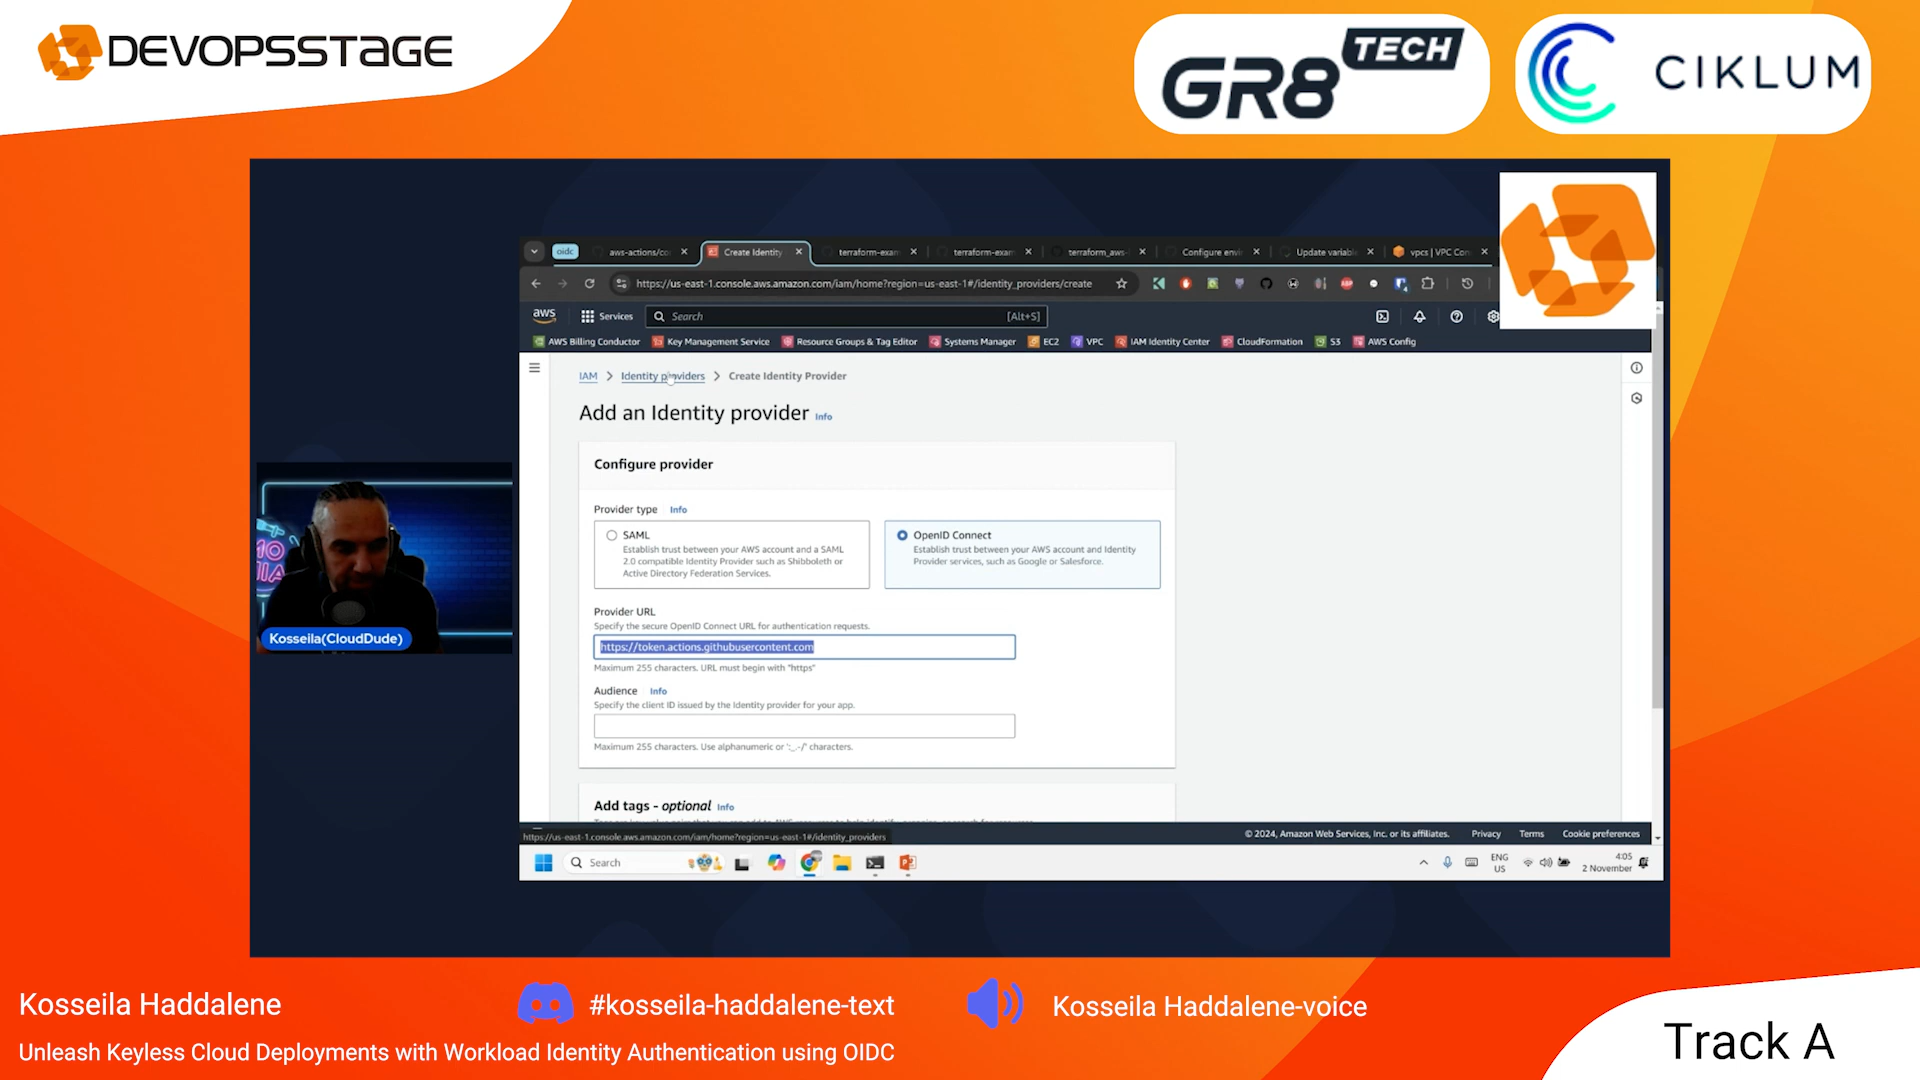 DEVOPSSTAGE
GR8 TECH
CIKLUM
oidc
aws-actions/co
Create Identity
terraform-exam
terraform-exam
terraform_aws-
Configure envi
Update variabl
vpcs | VPC Con
https://us-east-1.console.aws.amazon.com/iam/home?region=us-east-1#/identity_providers/create
aws
Services
Search
[Alt+S]
AWS Billing Conductor
Key Management Service
Resource Groups & Tag Editor
Systems Manager
EC2
VPC
IAM Identity Center
CloudFormation
S3
AWS Config
IAM > Identity providers > Create Identity Provider
Add an Identity provider Info
Configure provider
Provider type Info
SAML
Establish trust between your AWS account and a SAML
2.0 compatible Identity Provider such as Shibboleth or
Active Directory Federation Services.
OpenID Connect
Establish trust between your AWS account and Identity
Provider services, such as Google or Salesforce.
Provider URL
Specify the secure OpenID Connect URL for authentication requests.
https://token.actions.githubusercontent.com
Maximum 255 characters. URL must begin with "https"
Audience Info
Specify the client ID issued by the Identity provider for your app.
Maximum 255 characters. Use alphanumeric or ':_.-/' characters.
Add tags - optional Info
https://us-east-1.console.aws.amazon.com/iam/home?region=us-east-1#/identity_providers
© 2024, Amazon Web Services, Inc. or its affiliates.
Privacy
Terms
Cookie preferences
Search
ENG
US
4:05
2 November
Kosseila(CloudDude)
Kosseila Haddalene
#kosseila-haddalene-text
Kosseila Haddalene-voice
Unleash Keyless Cloud Deployments with Workload Identity Authentication using OIDC
Track A